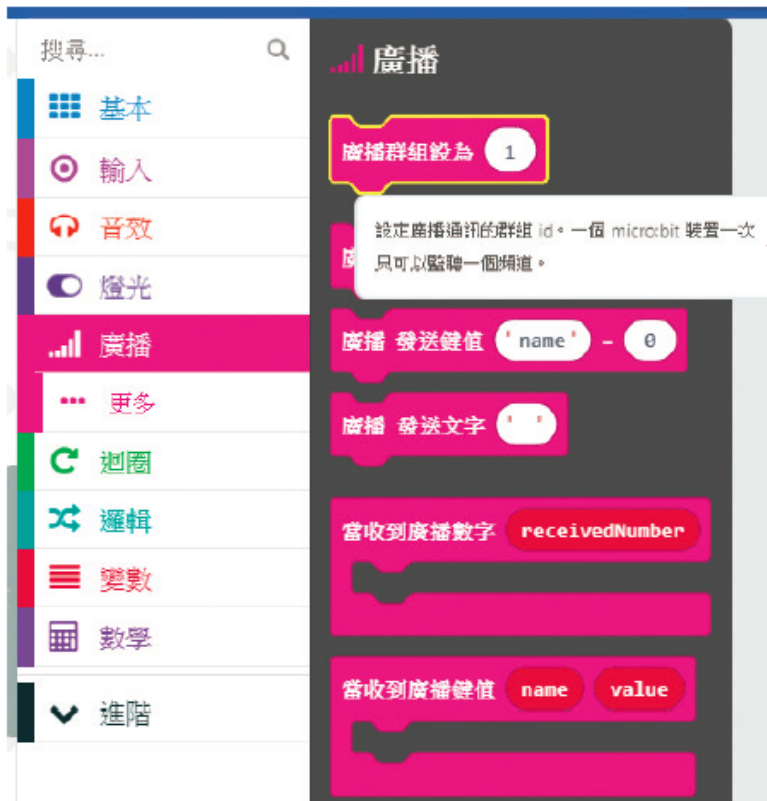 搜尋...
基本
輸入
音效
燈光
廣播
更多
迴圈
邏輯
變數
數學
進階
廣播
廣播群組設為 1
設定廣播通訊的群組 id。一個 micro:bit 裝置一次
只可以監聽一個頻道。
廣播 發送鍵值 "name" = 0
廣播 發送文字 " "
當收到廣播數字 receivedNumber
當收到廣播鍵值 name value